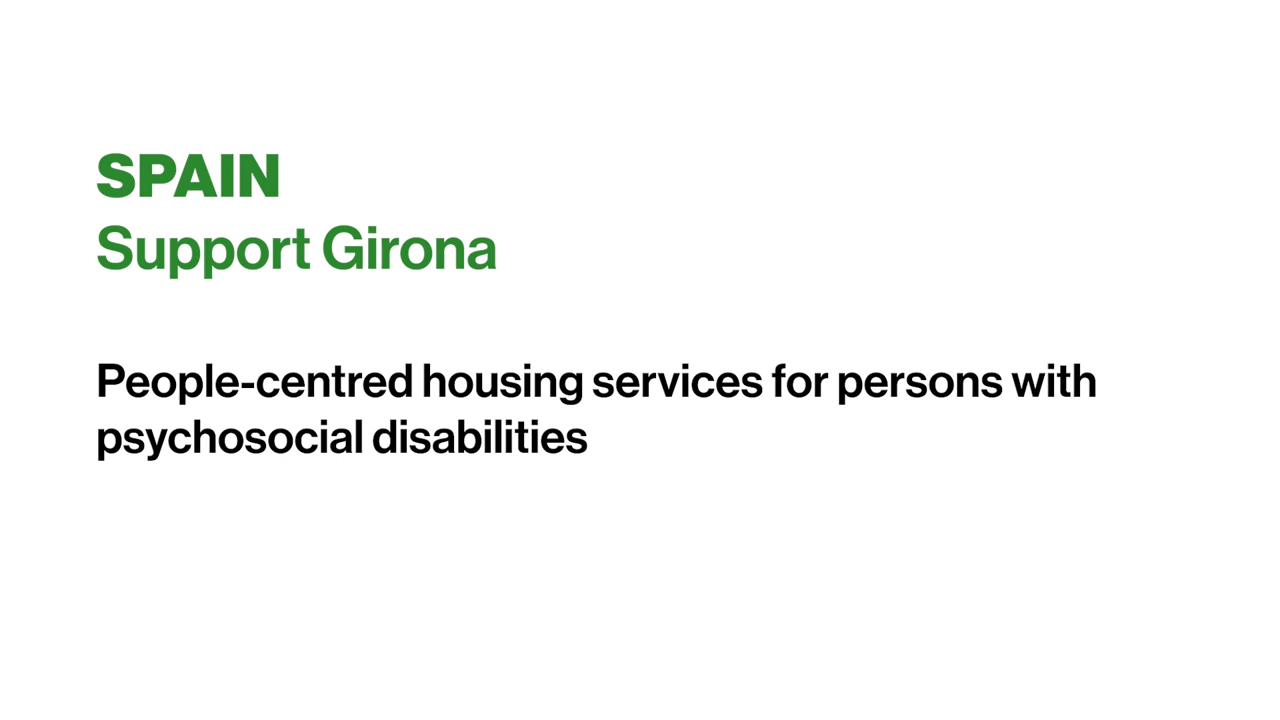 SPAIN
Support Girona
People-centred housing services for persons with
psychosocial disabilities